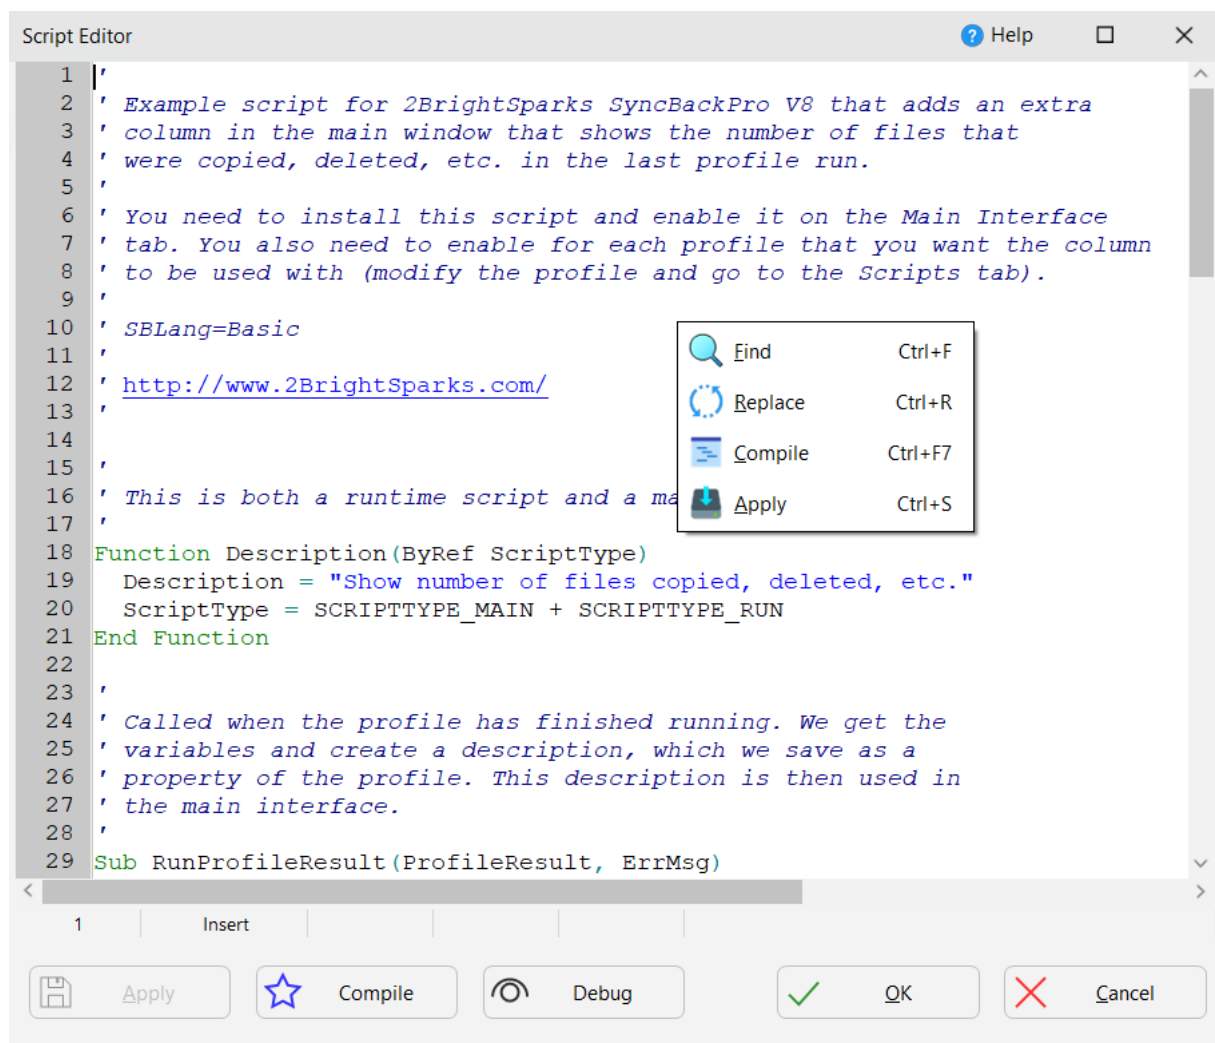 Script Editor
Help
1 '
2 ' Example script for 2BrightSparks SyncBackPro V8 that adds an extra
3 ' column in the main window that shows the number of files that
4 ' were copied, deleted, etc. in the last profile run.
5 '
6 ' You need to install this script and enable it on the Main Interface
7 ' tab. You also need to enable for each profile that you want the column
8 ' to be used with (modify the profile and go to the Scripts tab).
9 '
10 ' SBLang=Basic
11 '
12 ' http://www.2BrightSparks.com/
13 '
14
15 '
16 ' This is both a runtime script and a ma
17 '
18 Function Description(ByRef ScriptType)
19 Description = "Show number of files copied, deleted, etc."
20 ScriptType = SCRIPTTYPE_MAIN + SCRIPTTYPE_RUN
21 End Function
22
23 '
24 ' Called when the profile has finished running. We get the
25 ' variables and create a description, which we save as a
26 ' property of the profile. This description is then used in
27 ' the main interface.
28 '
29 Sub RunProfileResult(ProfileResult, ErrMsg)
Find Ctrl+F
Replace Ctrl+R
Compile Ctrl+F7
Apply Ctrl+S
1 Insert
Apply Compile Debug OK Cancel